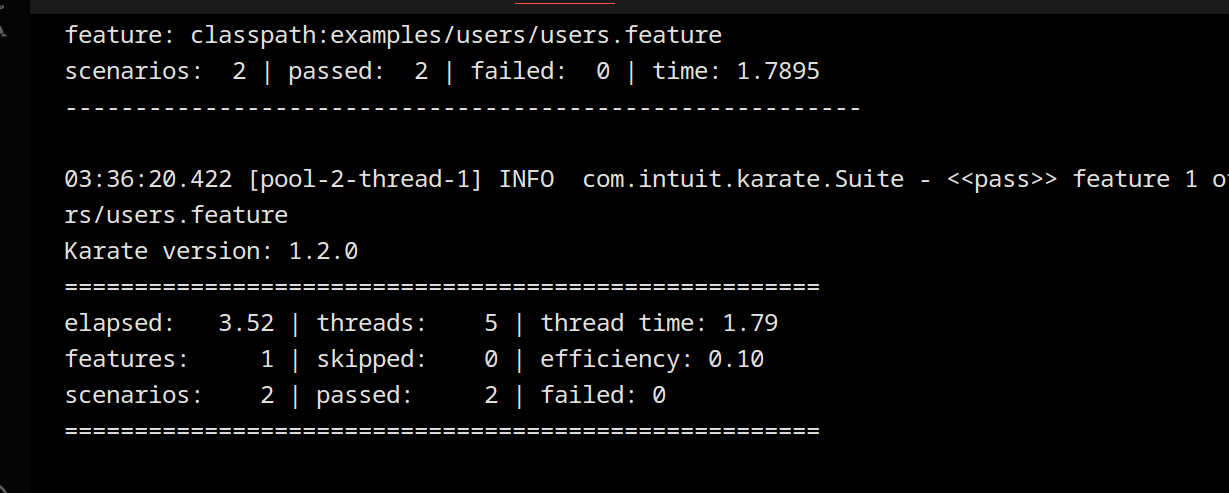 feature: classpath:examples/users/users.feature
scenarios:  2 | passed:  2 | failed:  0 | time: 1.7895
---------------------------------------------------------
03:36:20.422 [pool-2-thread-1] INFO  com.intuit.karate.Suite - <<pass>> feature 1 of
rs/users.feature
Karate version: 1.2.0
======================================================
elapsed:   3.52 | threads:    5 | thread time: 1.79
features:     1 | skipped:    0 | efficiency: 0.10
scenarios:    2 | passed:     2 | failed: 0
======================================================